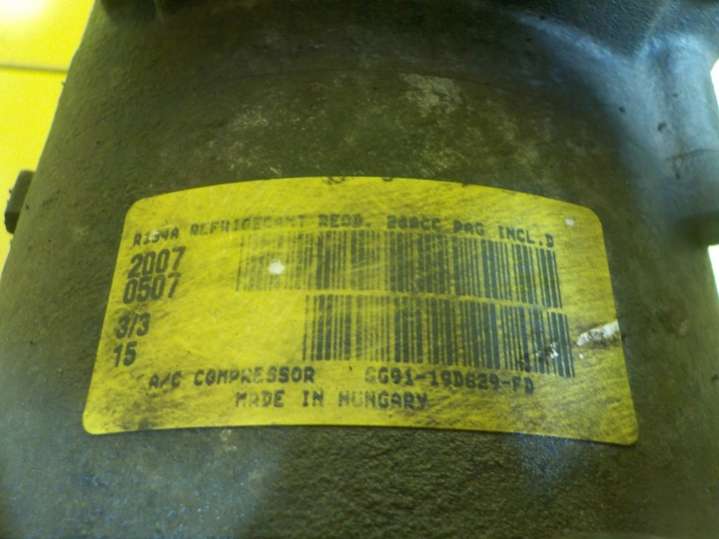 R134A REFRIGERANT REQD. 200CC PAG INCL.D
2007
0507
3/3
15
A/C COMPRESSOR 6G91-19D629-FD
MADE IN HUNGARY